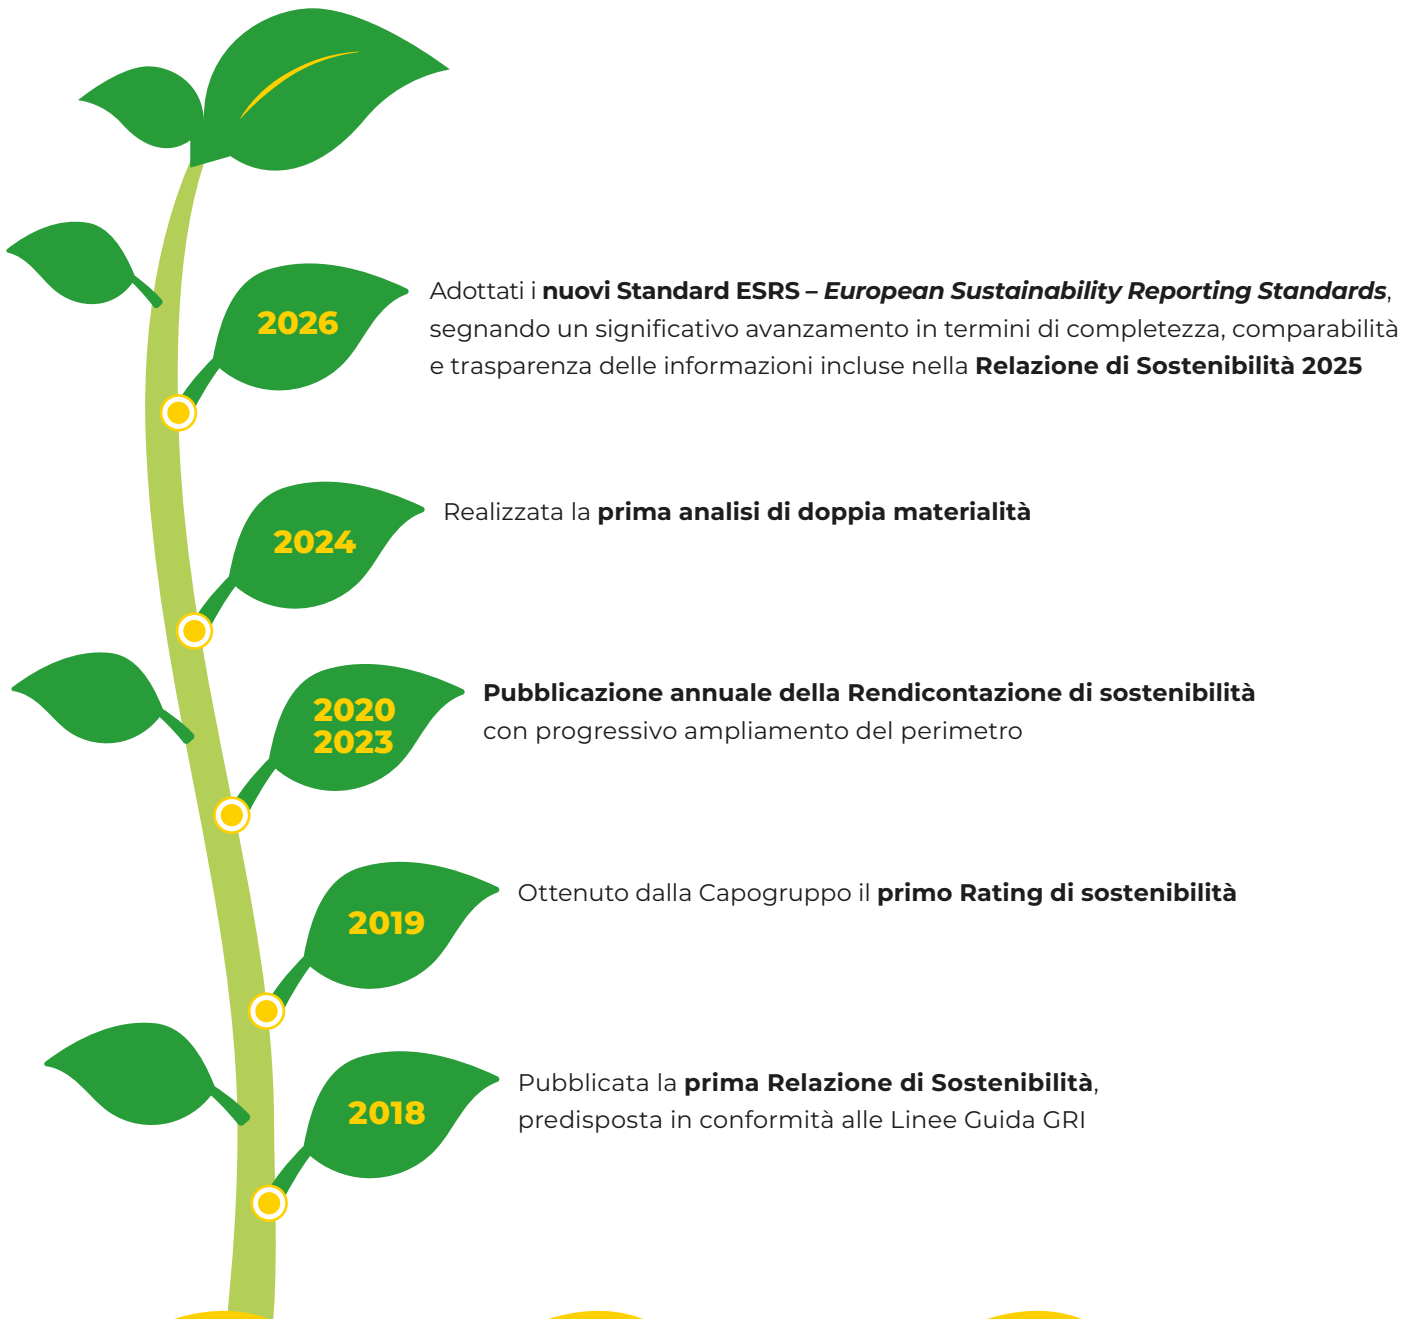 2026
Adottati i nuovi Standard ESRS – European Sustainability Reporting Standards,
segnando un significativo avanzamento in termini di completezza, comparabilità
e trasparenza delle informazioni incluse nella Relazione di Sostenibilità 2025
2024
Realizzata la prima analisi di doppia materialità
2020
2023
Pubblicazione annuale della Rendicontazione di sostenibilità
con progressivo ampliamento del perimetro
2019
Ottenuto dalla Capogruppo il primo Rating di sostenibilità
2018
Pubblicata la prima Relazione di Sostenibilità,
predisposta in conformità alle Linee Guida GRI